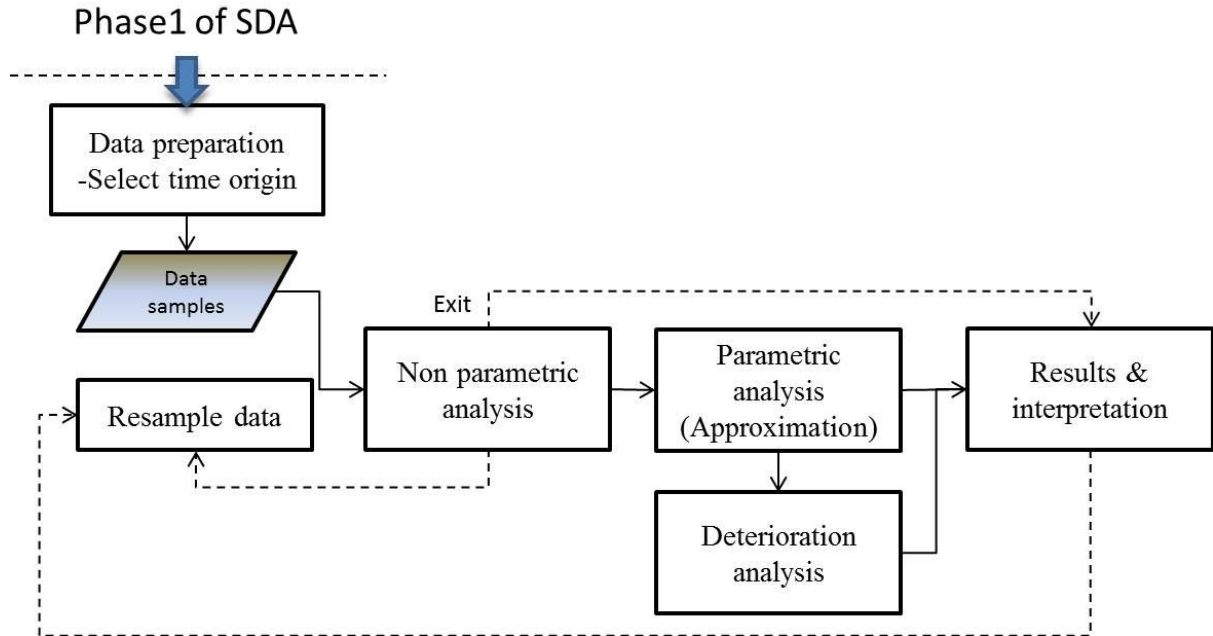 Phase1 of SDA
Data preparation
-Select time origin
Data
samples
Exit
Non parametric
analysis
Parametric
analysis
(Approximation)
Results &
interpretation
Resample data
Deterioration
analysis